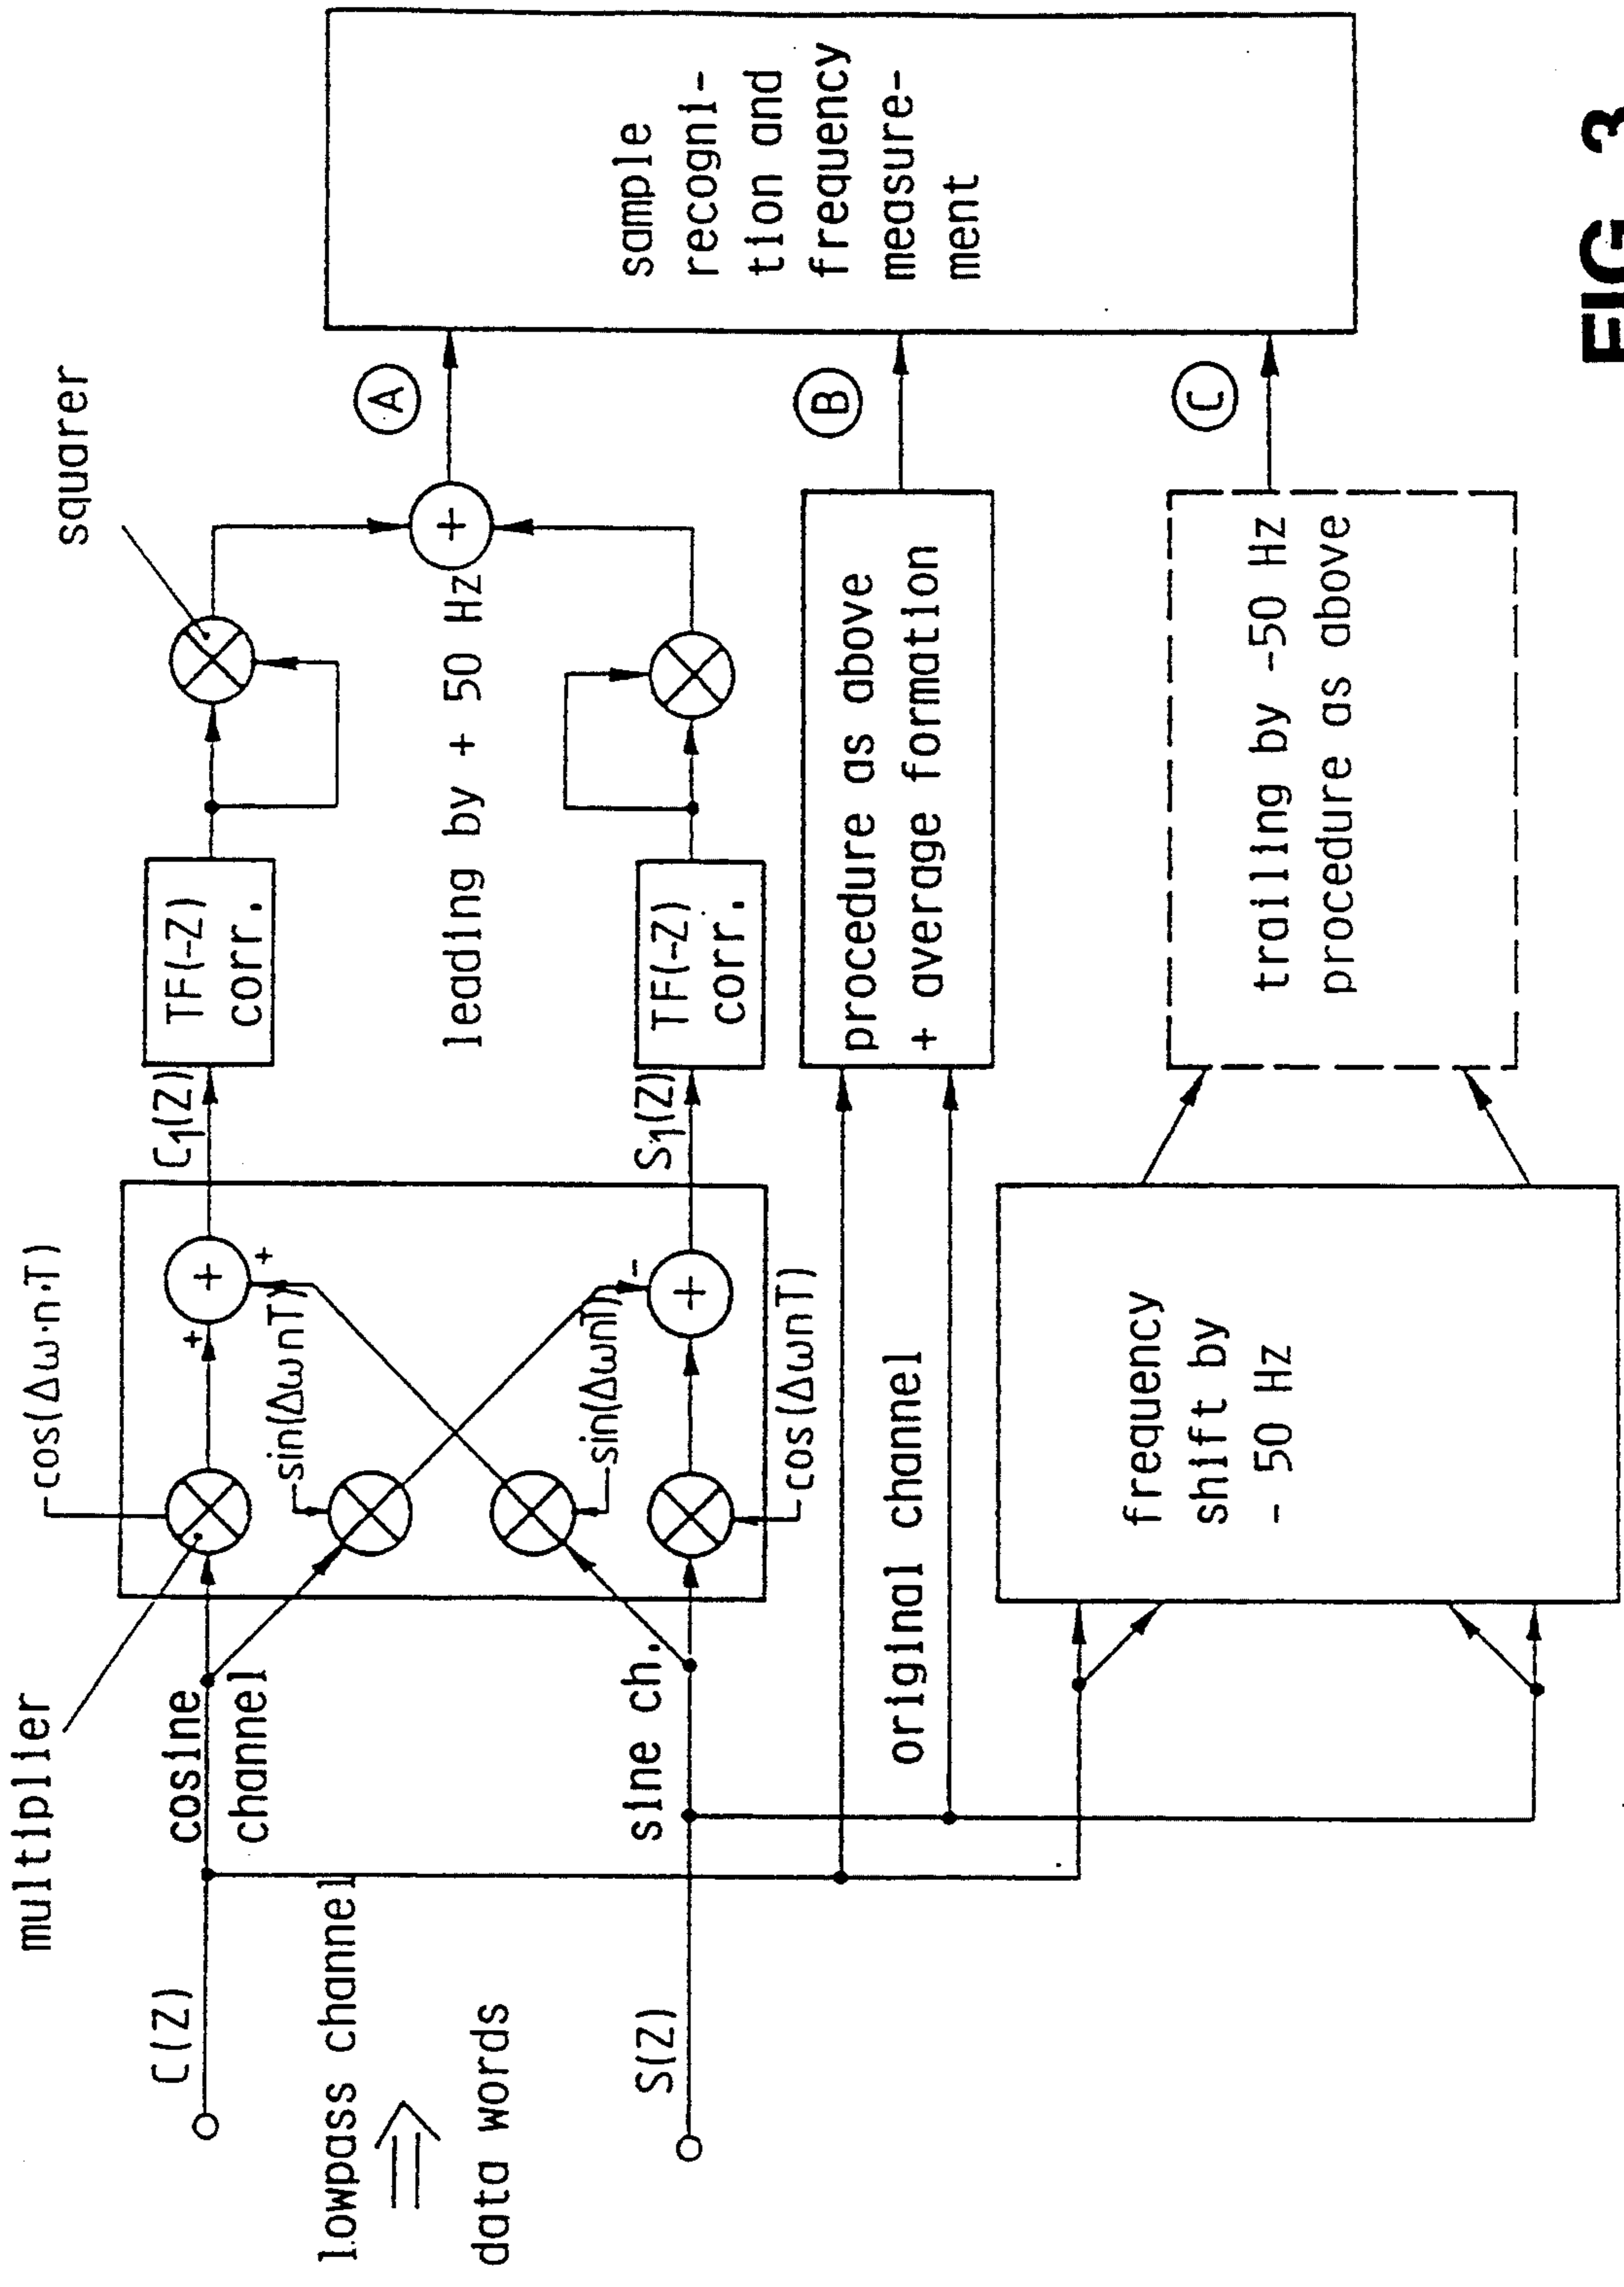 multiplier
cos(Δω·n·T)
squarer
C(Z)
cosine
channel
C₁(Z)
TF(-Z)
corr.
sin(ΔωnT)
A
lowpass channel
leading by + 50 Hz
data words
sin(ΔωnT)
S(Z)
sine ch.
S₁(Z)
TF(-Z)
corr.
cos(ΔωnT)
sample
recogni-
tion and
frequency
measure-
ment
original channel
procedure as above
+ average formation
B
frequency
shift by
- 50 Hz
trailing by -50 Hz
procedure as above
C
FIG. 3